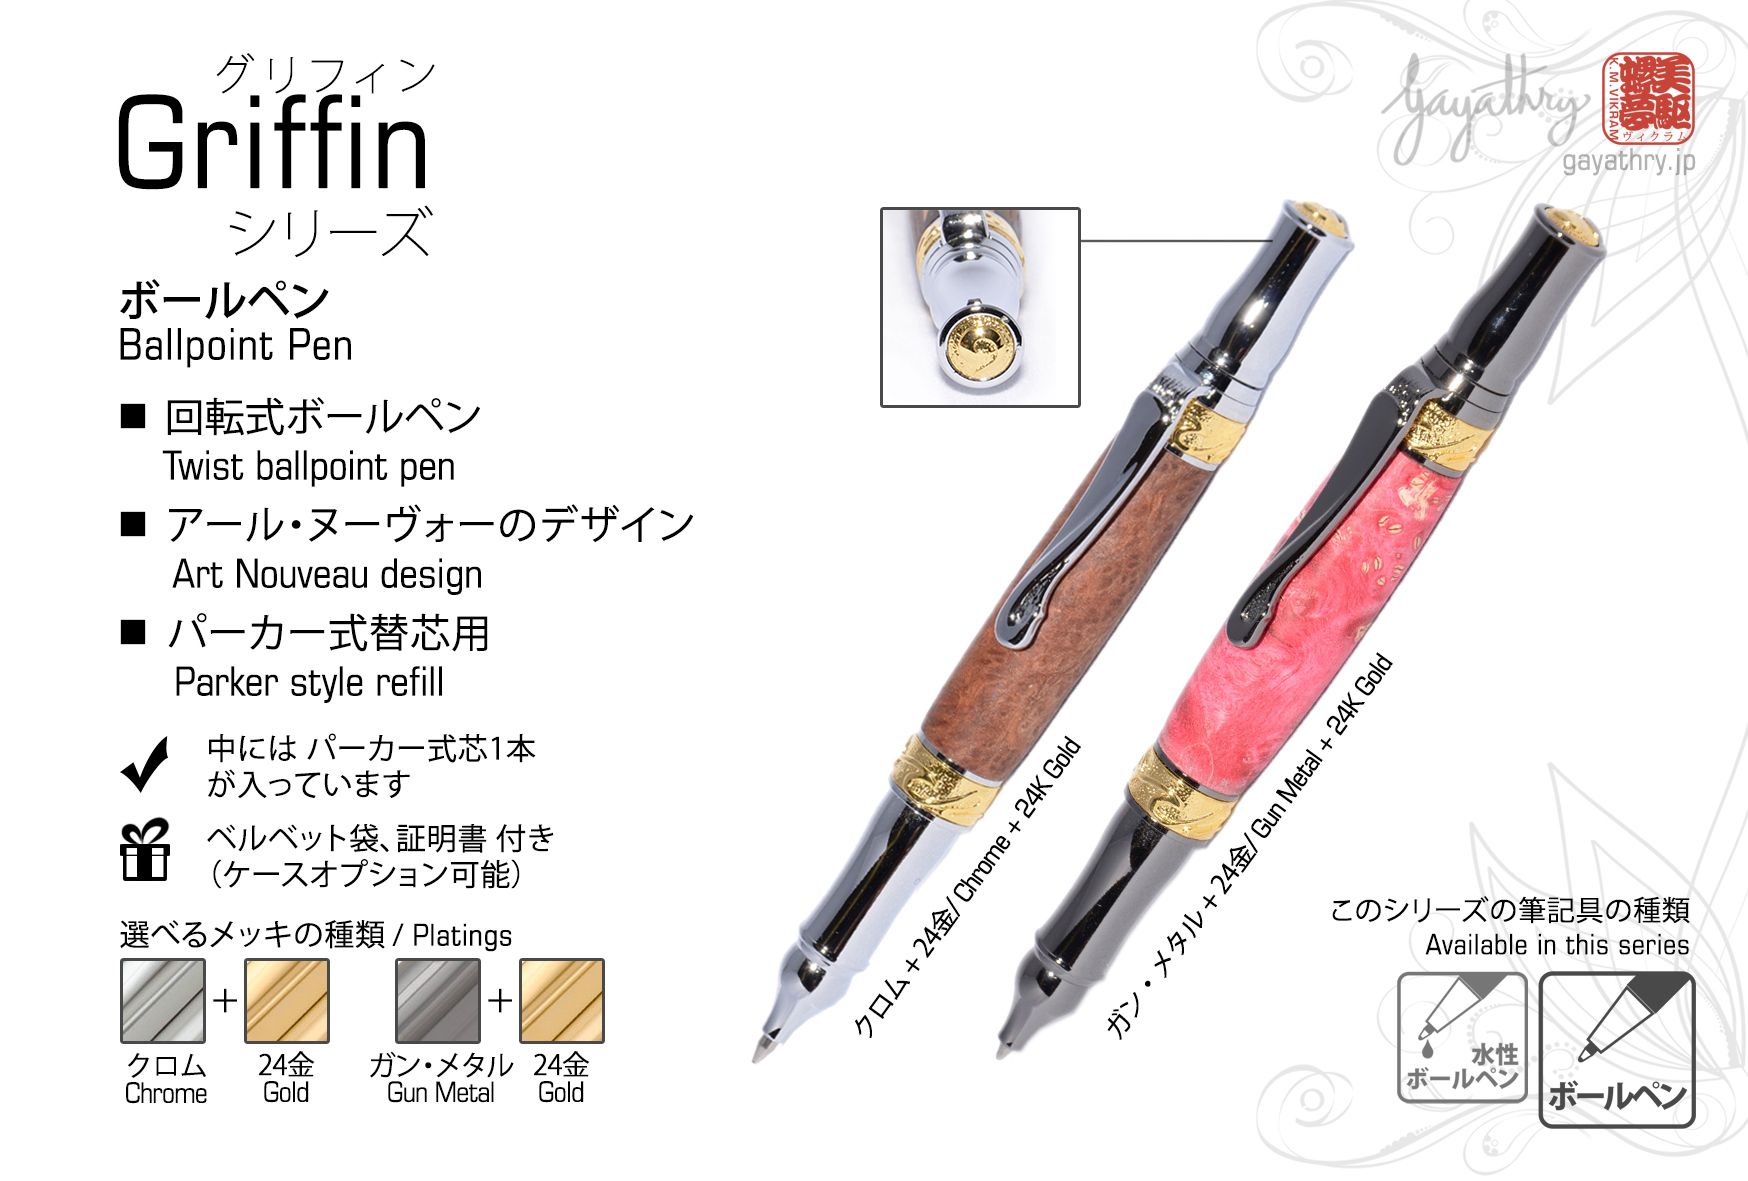 グリフィン
Griffin
シリーズ
ボールペン
Ballpoint Pen
■ 回転式ボールペン
Twist ballpoint pen
■ アール・ヌーヴォーのデザイン
Art Nouveau design
■ パーカー式替芯用
Parker style refill
中には パーカー式芯1本
が入っています
ベルベット袋、証明書 付き
（ケースオプション可能）
選べるメッキの種類 / Platings
+
+
クロム
Chrome
24金
Gold
ガン・メタル
Gun Metal
24金
Gold
gayathry
K.M.VIKRAM
美駆
夢
ヴィクラム
gayathry.jp
クロム + 24金/ Chrome + 24K Gold
ガン・メタル + 24金/ Gun Metal + 24K Gold
このシリーズの筆記具の種類
Available in this series
水性
ボールペン
ボールペン